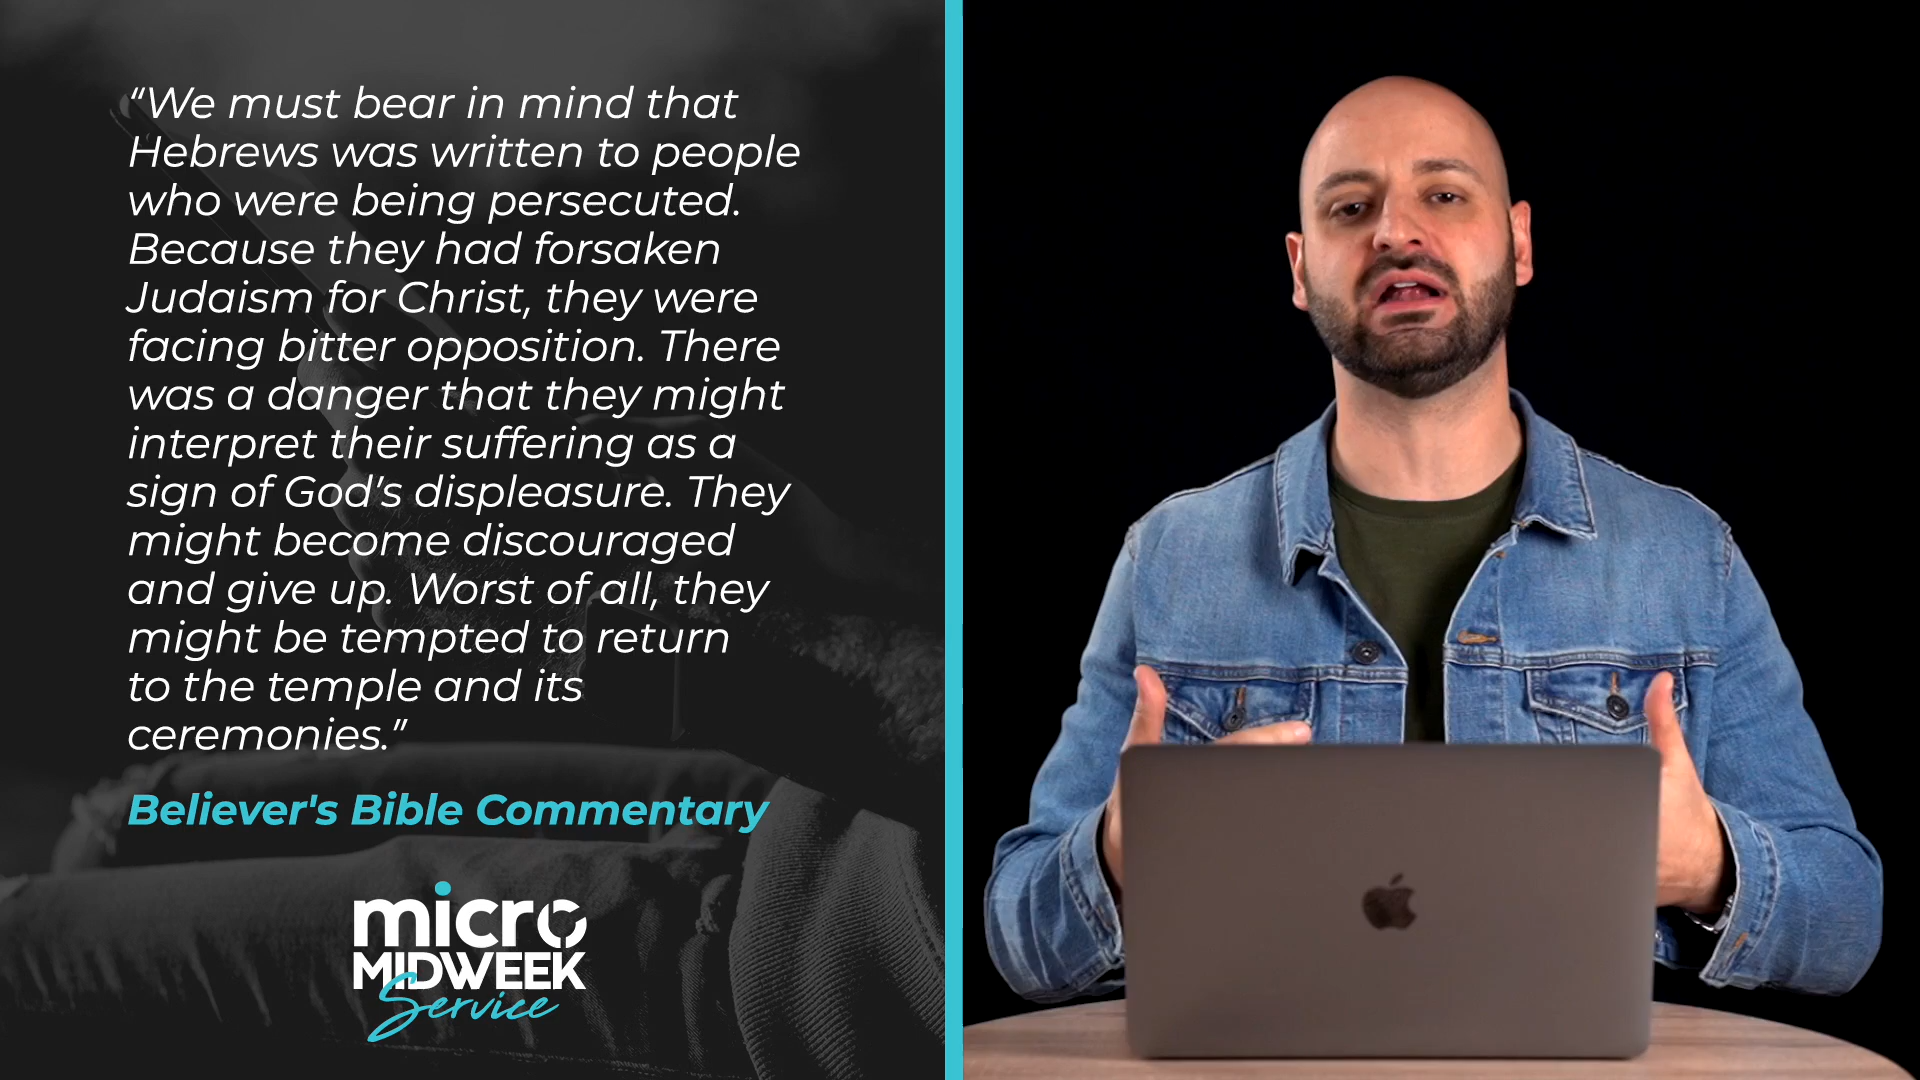 “We must bear in mind that
Hebrews was written to people
who were being persecuted.
Because they had forsaken
Judaism for Christ, they were
facing bitter opposition. There
was a danger that they might
interpret their suffering as a
sign of God’s displeasure. They
might become discouraged
and give up. Worst of all, they
might be tempted to return
to the temple and its
ceremonies.”
Believer's Bible Commentary
micro
MIDWEEK
Service